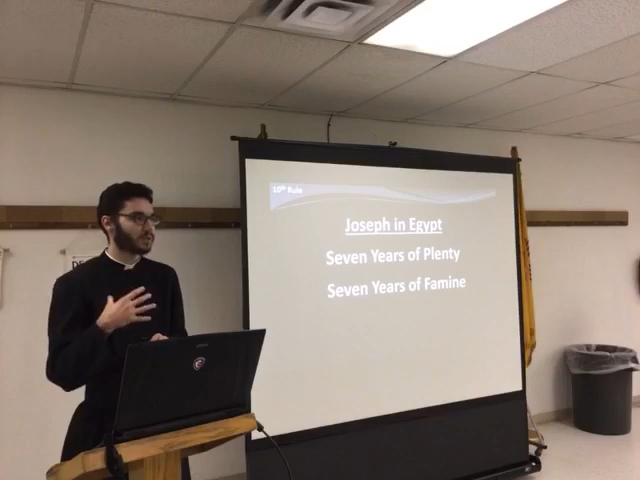 10th Rule
Joseph in Egypt
Seven Years of Plenty
Seven Years of Famine